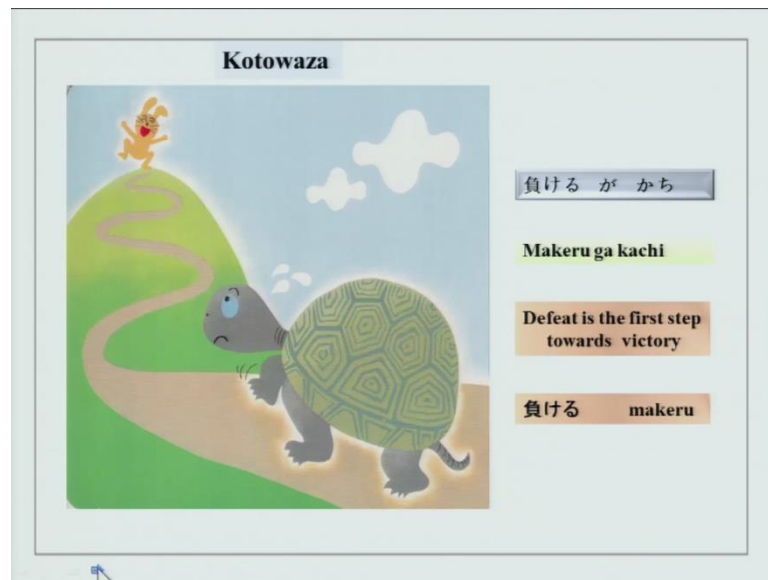 Kotowaza
負ける が かち
Makeru ga kachi
Defeat is the first step
towards victory
負ける makeru